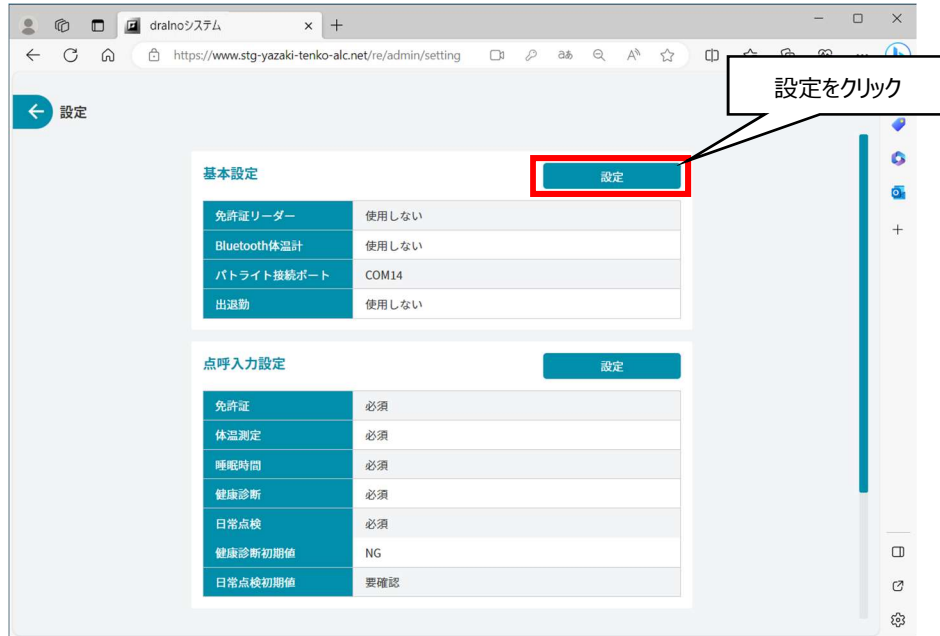 dralnoシステム
https://www.stg-yazaki-tenko-alc.net/re/admin/setting
設定をクリック
設定
基本設定
設定
免許証リーダー 使用しない
Bluetooth体温計 使用しない
パトライト接続ポート COM14
出退勤 使用しない
点呼入力設定
設定
免許証 必須
体温測定 必須
睡眠時間 必須
健康診断 必須
日常点検 必須
健康診断初期値 NG
日常点検初期値 要確認